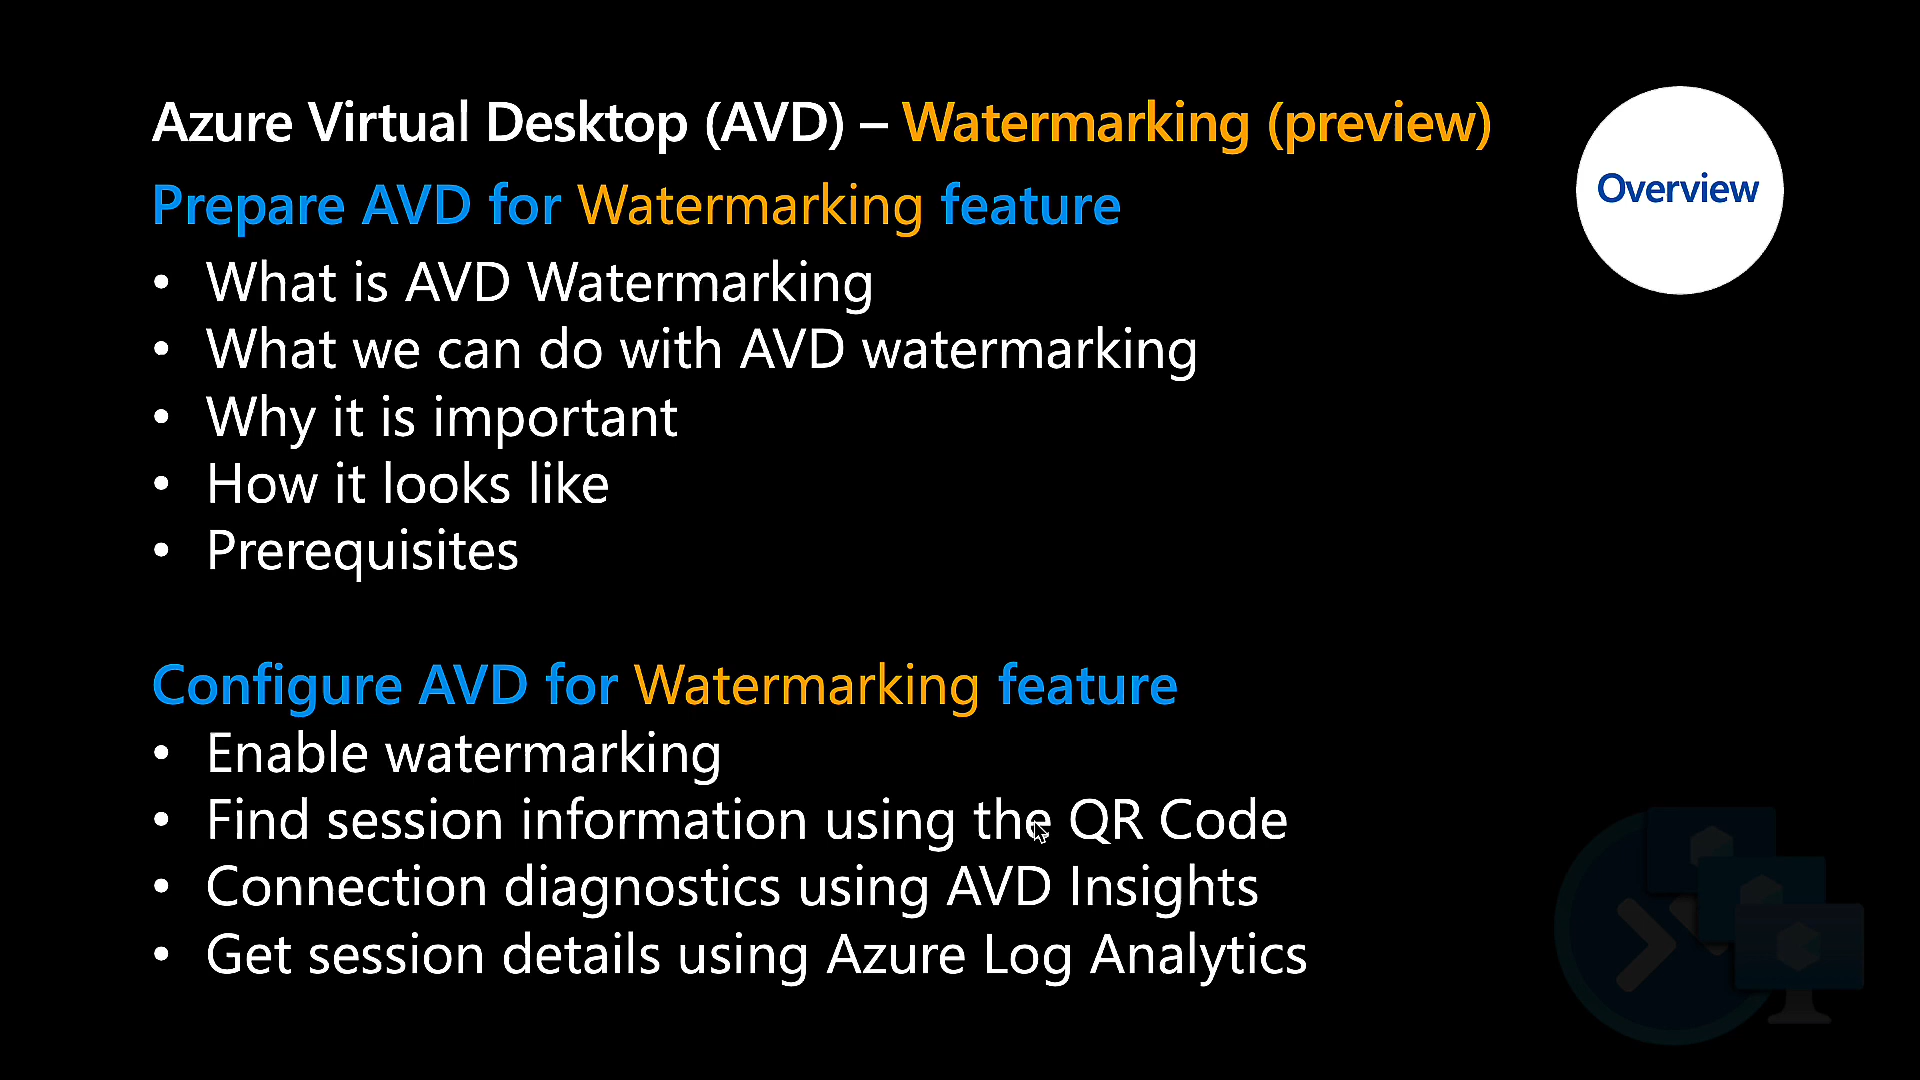 Azure Virtual Desktop (AVD) – Watermarking (preview)
Overview
Prepare AVD for Watermarking feature
• What is AVD Watermarking
• What we can do with AVD watermarking
• Why it is important
• How it looks like
• Prerequisites
Configure AVD for Watermarking feature
• Enable watermarking
• Find session information using the QR Code
• Connection diagnostics using AVD Insights
• Get session details using Azure Log Analytics